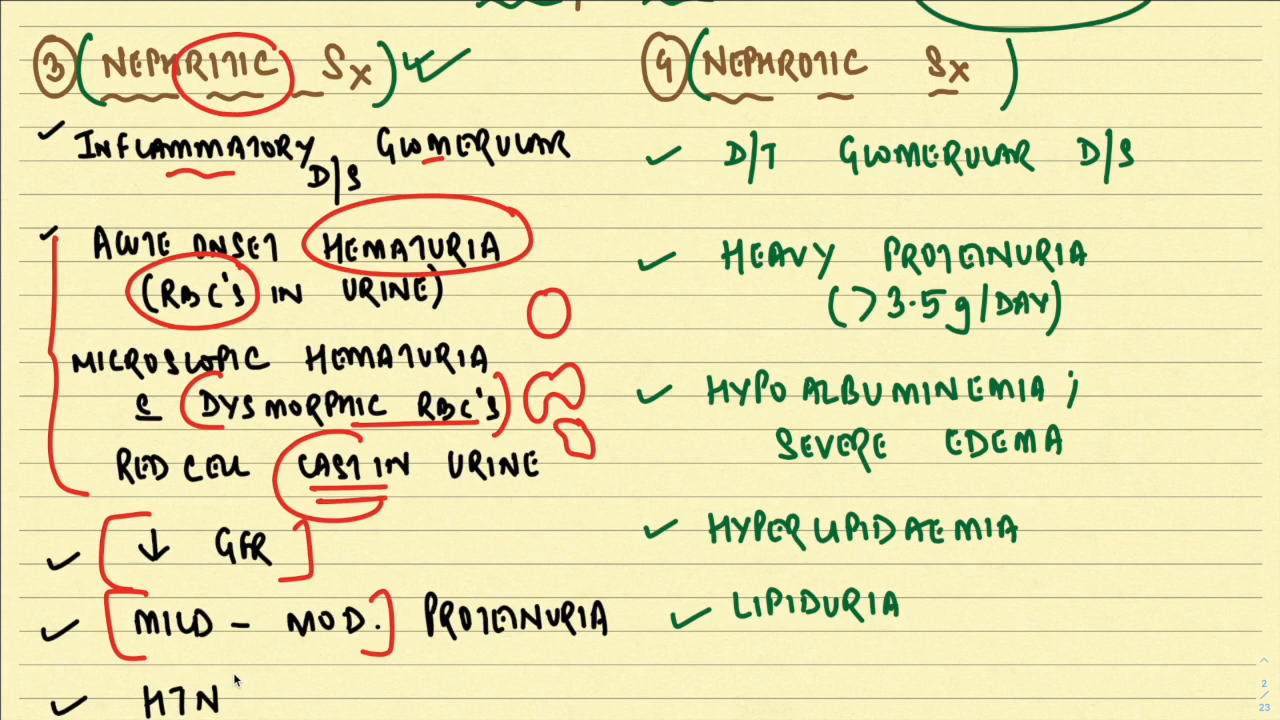 3 (NEPHRITIC Sx)
INFLAMMATORY GLOMERULAR
D/S
ACUTE ONSET HEMATURIA
(RBC'S IN URINE)
MICROSCOPIC HEMATURIA
c̄ (DYSMORPHIC RBC'S)
RED CELL CAST IN URINE
[↓ GFR]
[MILD - MOD.] PROTEINURIA
HTN
4 (NEPHROTIC Sx)
D/T GLOMERULAR D/S
HEAVY PROTEINURIA
(>3.5g/DAY)
HYPOALBUMINEMIA;
SEVERE EDEMA
HYPERLIPIDAEMIA
LIPIDURIA
2
/
23